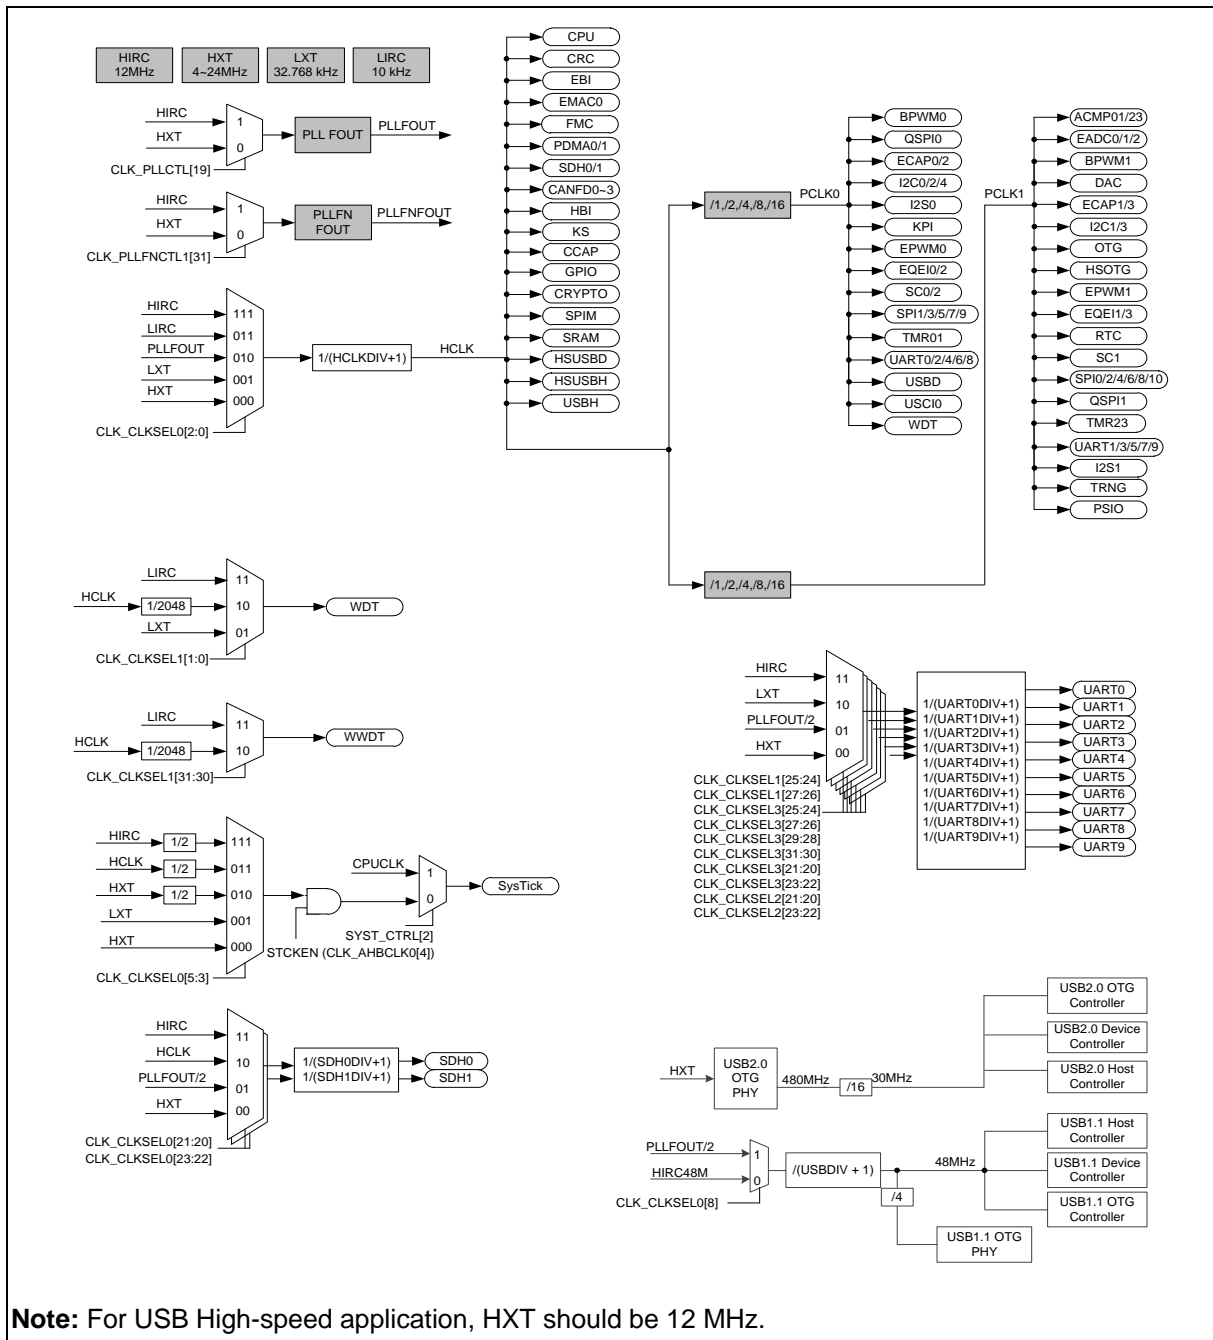 HIRC
12MHz
HXT
4~24MHz
LXT
32.768 kHz
LIRC
10 kHz
HIRC
HXT
1
0
CLK_PLLCTL[19]
PLL FOUT
PLLFOUT
HIRC
HXT
1
0
CLK_PLLFNCTL1[31]
PLLFN
FOUT
PLLFNFOUT
HIRC
LIRC
PLLFOUT
LXT
HXT
111
011
010
001
000
CLK_CLKSEL0[2:0]
1/(HCLKDIV+1)
HCLK
CPU
CRC
EBI
EMAC0
FMC
PDMA0/1
SDH0/1
CANFD0~3
HBI
KS
CCAP
GPIO
CRYPTO
SPIM
SRAM
HSUSBD
HSUSBH
USBH
/1,/2,/4,/8,/16
PCLK0
BPWM0
QSPI0
ECAP0/2
I2C0/2/4
I2S0
KPI
EPWM0
EQEI0/2
SC0/2
SPI1/3/5/7/9
TMR01
UART0/2/4/6/8
USBD
USCI0
WDT
/1,/2,/4,/8,/16
PCLK1
ACMP01/23
EADC0/1/2
BPWM1
DAC
ECAP1/3
I2C1/3
OTG
HSOTG
EPWM1
EQEI1/3
RTC
SC1
SPI0/2/4/6/8/10
QSPI1
TMR23
UART1/3/5/7/9
I2S1
TRNG
PSIO
LIRC
HCLK
1/2048
LXT
11
10
01
CLK_CLKSEL1[1:0]
WDT
LIRC
HCLK
1/2048
11
10
CLK_CLKSEL1[31:30]
WWDT
HIRC
1/2
HCLK
1/2
HXT
1/2
LXT
HXT
111
011
010
001
000
CLK_CLKSEL0[5:3]
STCKEN (CLK_AHBCLK0[4])
CPUCLK
1
0
SYST_CTRL[2]
SysTick
HIRC
HCLK
PLLFOUT/2
HXT
11
10
01
00
CLK_CLKSEL0[21:20]
CLK_CLKSEL0[23:22]
1/(SDH0DIV+1)
1/(SDH1DIV+1)
SDH0
SDH1
HIRC
LXT
PLLFOUT/2
HXT
11
10
01
00
CLK_CLKSEL1[25:24]
CLK_CLKSEL1[27:26]
CLK_CLKSEL3[25:24]
CLK_CLKSEL3[27:26]
CLK_CLKSEL3[29:28]
CLK_CLKSEL3[31:30]
CLK_CLKSEL3[21:20]
CLK_CLKSEL3[23:22]
CLK_CLKSEL2[21:20]
CLK_CLKSEL2[23:22]
1/(UART0DIV+1)
1/(UART1DIV+1)
1/(UART2DIV+1)
1/(UART3DIV+1)
1/(UART4DIV+1)
1/(UART5DIV+1)
1/(UART6DIV+1)
1/(UART7DIV+1)
1/(UART8DIV+1)
1/(UART9DIV+1)
UART0
UART1
UART2
UART3
UART4
UART5
UART6
UART7
UART8
UART9
HXT
USB2.0
OTG
PHY
480MHz
/16
30MHz
USB2.0 OTG
Controller
USB2.0 Device
Controller
USB2.0 Host
Controller
PLLFOUT/2
HIRC48M
1
0
CLK_CLKSEL0[8]
/(USBDIV + 1)
48MHz
/4
USB1.1 Host
Controller
USB1.1 Device
Controller
USB1.1 OTG
Controller
USB1.1 OTG
PHY
Note: For USB High-speed application, HXT should be 12 MHz.